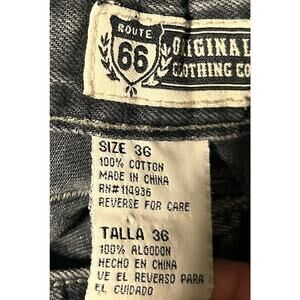 ROUTE
66
ORIGINAL
CLOTHING CO
SIZE 36
100% COTTON
MADE IN CHINA
RN#114936
REVERSE FOR CARE
TALLA 36
100% ALGODON
HECHO EN CHINA
VE EL REVERSO PARA
EL CUIDADO